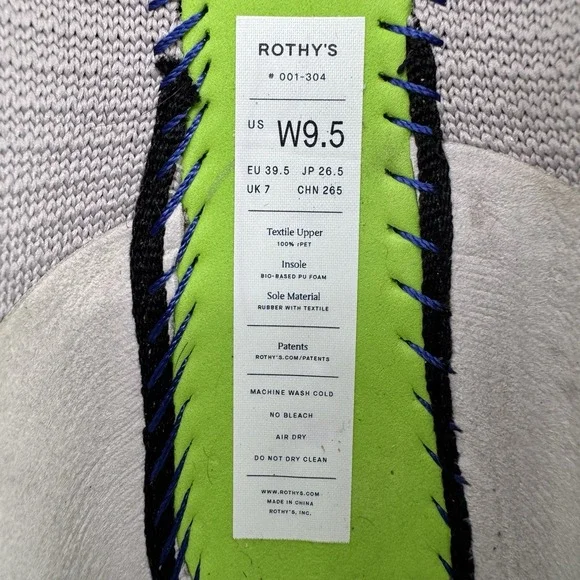 ROTHY'S
# 001-304
US W9.5
EU 39.5 JP 26.5
UK 7 CHN 265
Textile Upper
100% rPET
Insole
BIO-BASED PU FOAM
Sole Material
RUBBER WITH TEXTILE
Patents
ROTHY'S.COM/PATENTS
MACHINE WASH COLD
NO BLEACH
AIR DRY
DO NOT DRY CLEAN
WWW.ROTHYS.COM
MADE IN CHINA
ROTHY'S, INC.